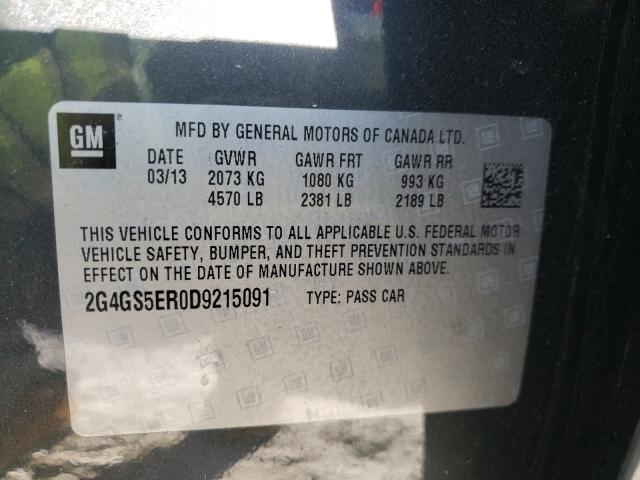 GM
MFD BY GENERAL MOTORS OF CANADA LTD.
DATE GVWR GAWR FRT GAWR RR
03/13 2073 KG 1080 KG 993 KG
4570 LB 2381 LB 2189 LB
THIS VEHICLE CONFORMS TO ALL APPLICABLE U.S. FEDERAL MOTOR
VEHICLE SAFETY, BUMPER, AND THEFT PREVENTION STANDARDS IN
EFFECT ON THE DATE OF MANUFACTURE SHOWN ABOVE.
2G4GS5ER0D9215091 TYPE: PASS CAR